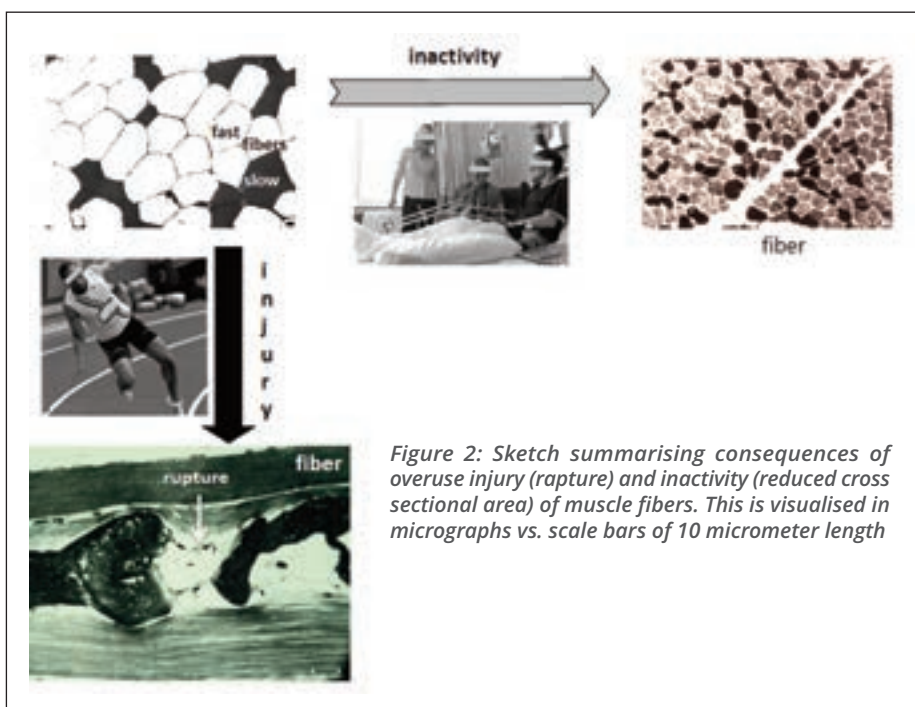 inactivity
fast fibers
slow
fiber
injury
fiber
rupture
Figure 2: Sketch summarising consequences of
overuse injury (rapture) and inactivity (reduced cross
sectional area) of muscle fibers. This is visualised in
micrographs vs. scale bars of 10 micrometer length